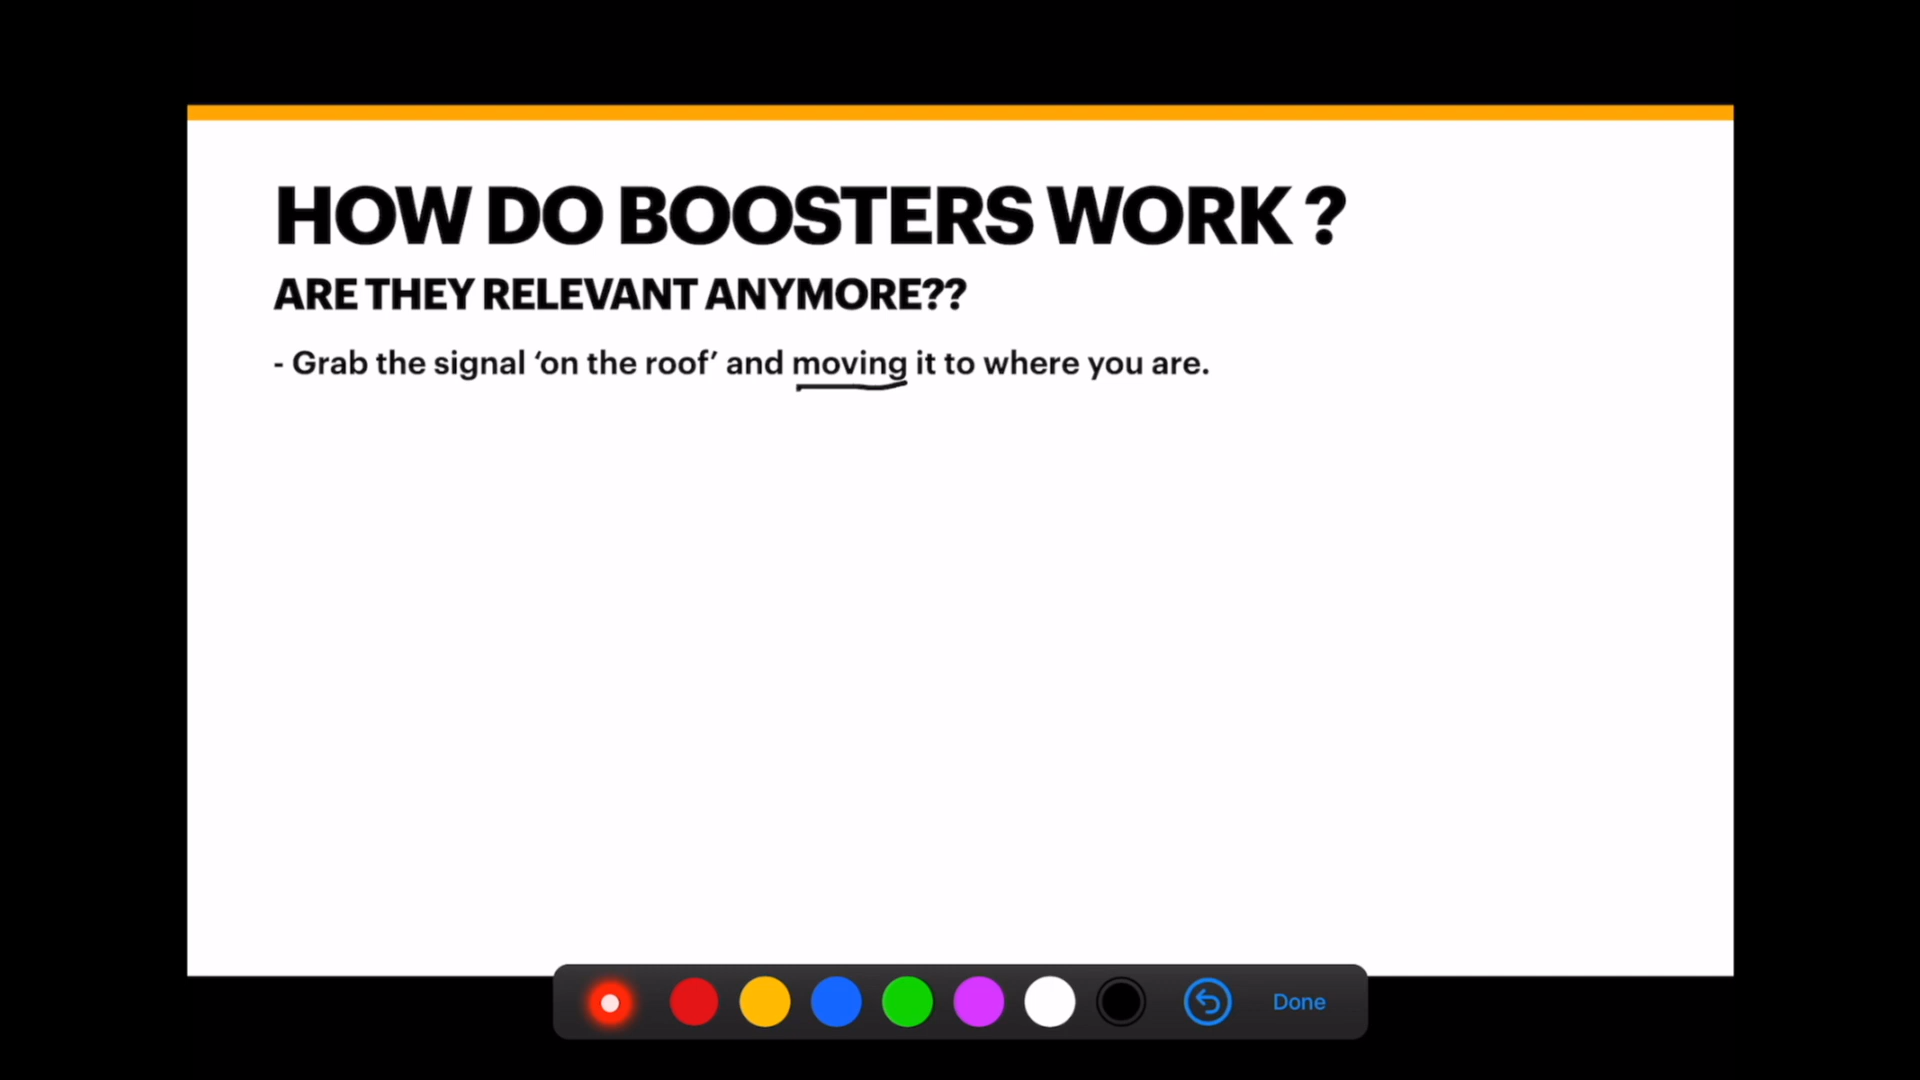 HOW DO BOOSTERS WORK ?
ARE THEY RELEVANT ANYMORE??
- Grab the signal ‘on the roof’ and moving it to where you are.
Done